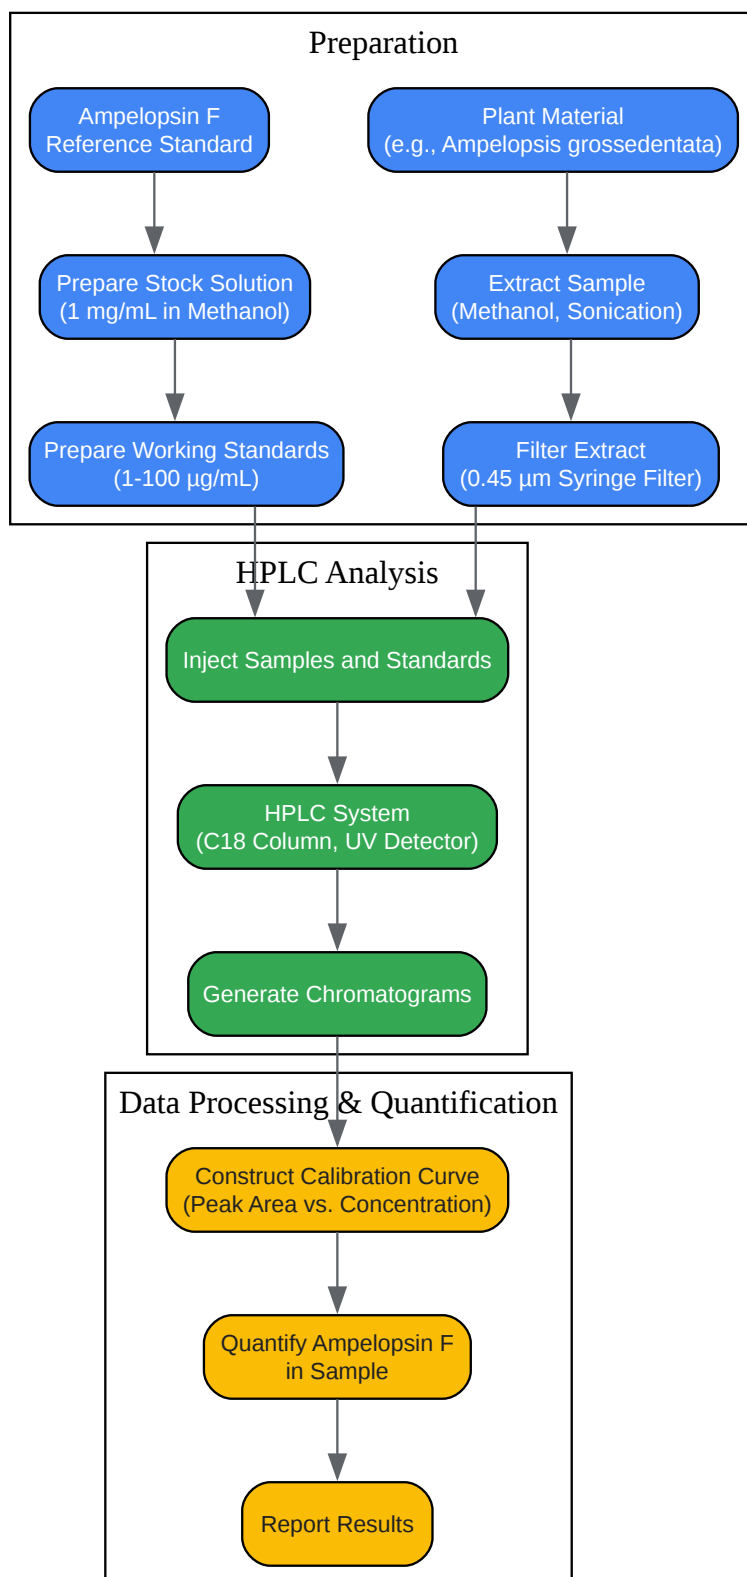 Preparation
Ampelopsin F
Reference Standard
Plant Material
(e.g., Ampelopsis grossedentata)
Prepare Stock Solution
(1 mg/mL in Methanol)
Extract Sample
(Methanol, Sonication)
Prepare Working Standards
(1-100 µg/mL)
Filter Extract
(0.45 µm Syringe Filter)
HPLC Analysis
Inject Samples and Standards
HPLC System
(C18 Column, UV Detector)
Generate Chromatograms
Data Processing & Quantification
Construct Calibration Curve
(Peak Area vs. Concentration)
Quantify Ampelopsin F
in Sample
Report Results